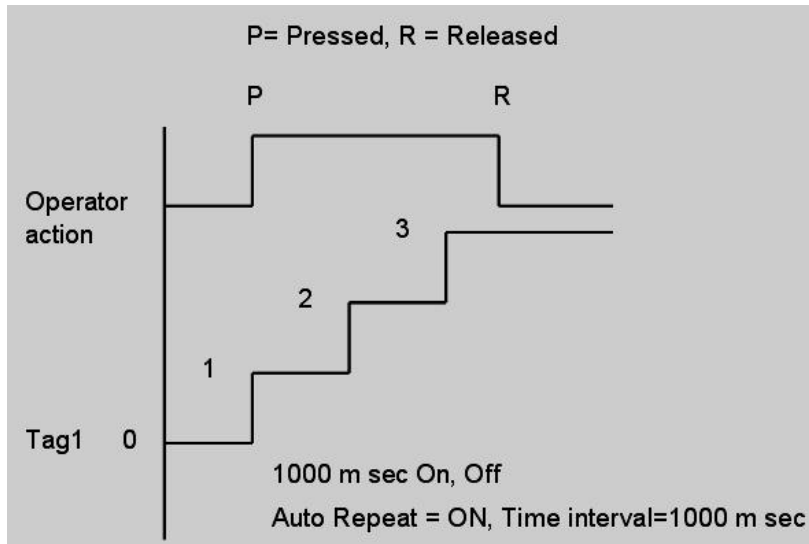 P= Pressed, R = Released
P R
Operator
action
3
2
1
Tag1 0
1000 m sec On, Off
Auto Repeat = ON, Time interval=1000 m sec